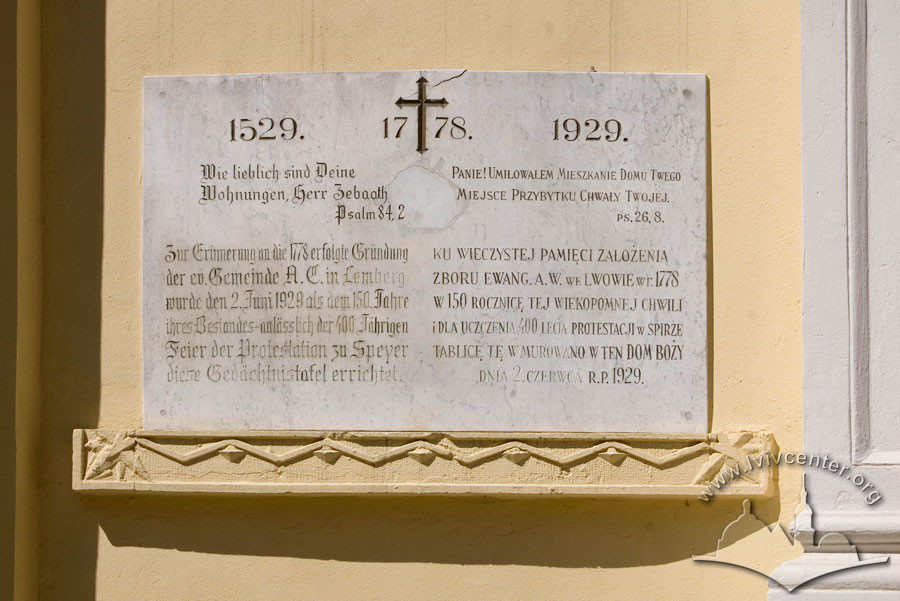 1529. 1778. 1929.
Wie lieblich sind Deine
Wohnungen, Herr Zebaoth
Psalm 84, 2
Zur Erinnerung an die 1778 erfolgte Gründung
der ev. Gemeinde A. C. in Lemberg
wurde den 2. Juni 1929 als dem 150. Jahre
ihres Bestandes - anlässlich der 400. Jährigen
Feier der Protestation zu Speyer
diese Gedächtnistafel errichtet.
PANIE! UMIŁOWAŁEM MIESZKANIE DOMU TWEGO
MIEJSCE PRZYBYTKU CHWAŁY TWOJEJ.
PS. 26, 8.
KU WIECZYSTEJ PAMIĘCI ZAŁOŻENIA
ZBORU EWANG. A. W. WE LWOWIE W r. 1778
W 150 ROCZNICĘ TEJ WIEKOPOMNEJ CHWILI
I DLA UCZCZENIA 400 LECIA PROTESTACJI W SPIRZE
TABLICĘ TĘ WMUROWANO W TEN DOM BOŻY
DNIA 2. CZERWCA R.P. 1929.
www.lvivcenter.org